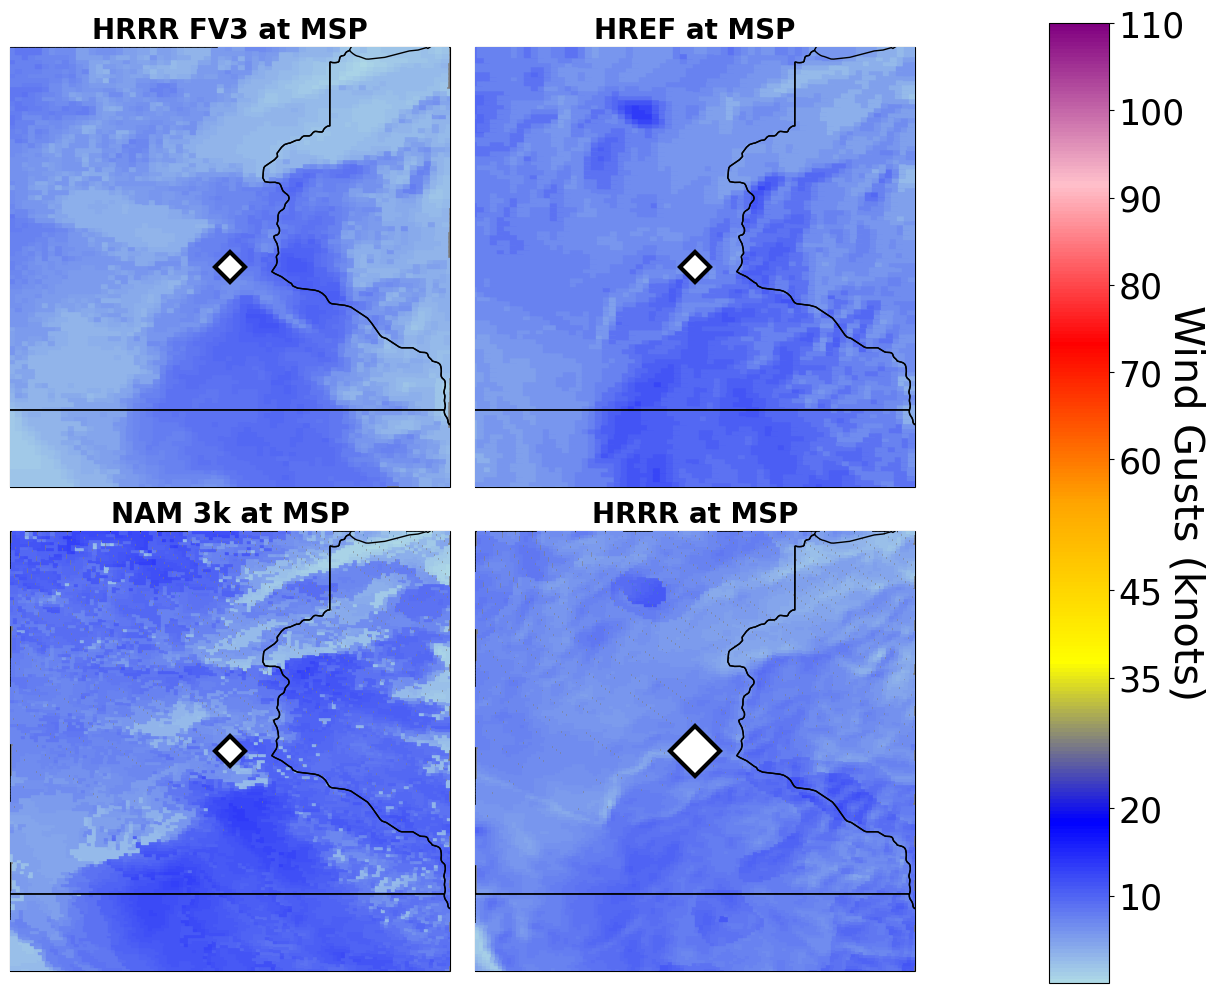 HRRR FV3 at MSP
HREF at MSP
NAM 3k at MSP
HRRR at MSP
110
100
90
80
70
60
45
35
20
10
Wind Gusts (knots)